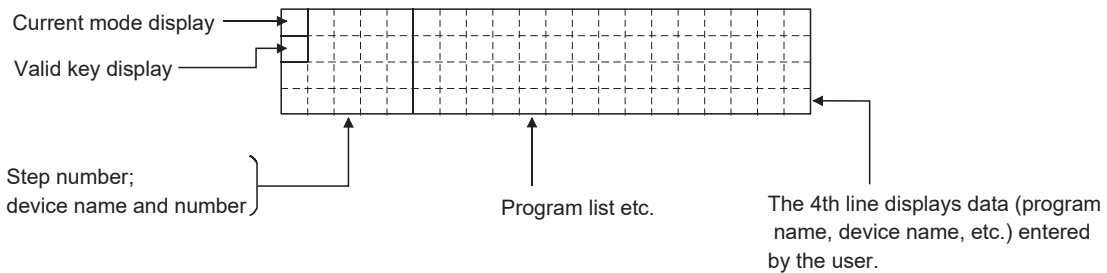 Current mode display
Valid key display
Step number;
device name and number
Program list etc.
The 4th line displays data (program
name, device name, etc.) entered
by the user.